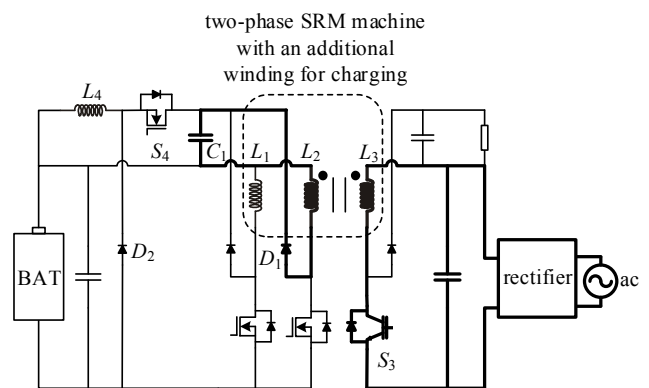 two-phase SRM machine
with an additional
winding for charging
L4
S4
C1
L1
L2
L3
D2
D1
BAT
rectifier
ac
S3